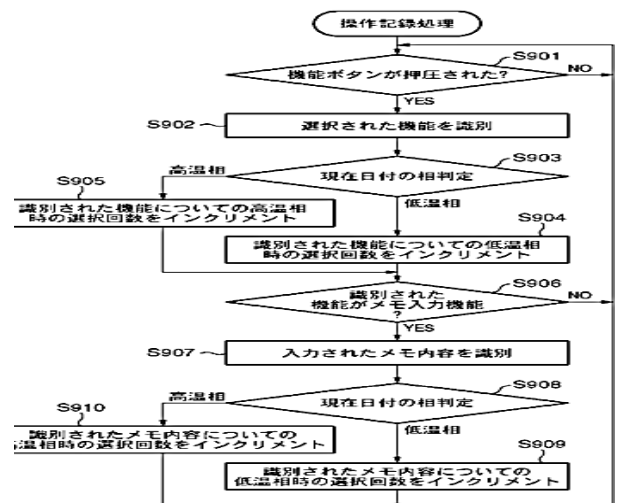 操作記録処理
S901
機能ボタンが押圧された?
NO
YES
S902
選択された機能を識別
S903
現在日付の相判定
高温相
低温相
S905
識別された機能についての高温相
時の選択回数をインクリメント
S904
識別された機能についての低温相
時の選択回数をインクリメント
S906
識別された
機能がメモ入力機能
?
NO
YES
S907
入力されたメモ内容を識別
S908
現在日付の相判定
高温相
低温相
S910
識別されたメモ内容についての
高温相時の選択回数をインクリメント
S909
識別されたメモ内容についての
低温相時の選択回数をインクリメント